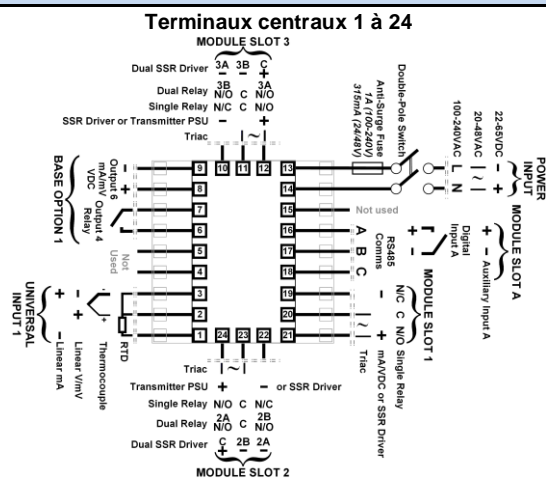 Terminaux centraux 1 à 24
MODULE SLOT 3
3A 3B C
Dual SSR Driver − − +
3B 3A
Dual Relay N/O C N/O
Single Relay N/C C N/O
SSR Driver or Transmitter PSU − +
Triac | ~ |
Anti-Surge Fuse
1A (100-240V)
315mA (24/48V)
Double-Pole Switch
100-240VAC L N
20-48VAC | ~ |
22-65VDC − +
POWER
INPUT
BASE OPTION 1
Output 6
mA/mV
VDC
− +
Output 4
Relay
Not
Used
9 10 11 12 13
8 14
7 15
6 16
5 17
4 18
3 19
2 20
1 24 23 22 21
Not used
A B C
RS485
Comms
Digital
Input A
+ −
Auxiliary Input A
+ −
MODULE SLOT A
UNIVERSAL
INPUT 1
RTD
Thermocouple
+ −
Linear V/mV
− +
Linear mA
+ −
N/C C N/O Single Relay
− + mA/VDC or SSR Driver
| ~ | Triac
MODULE SLOT 1
Triac | ~ |
Transmitter PSU + − or SSR Driver
Single Relay N/O C N/C
2A 2B
Dual Relay N/O C N/O
Dual SSR Driver C 2B 2A
+ − −
MODULE SLOT 2